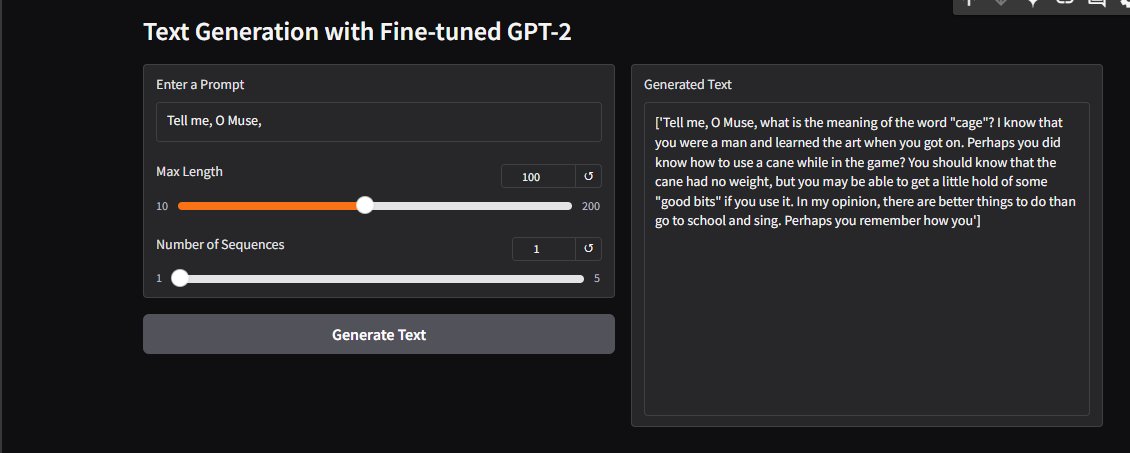 Text Generation with Fine-tuned GPT-2
Enter a Prompt
Tell me, O Muse,
Max Length
100
10
200
Number of Sequences
1
1
5
Generate Text
Generated Text
['Tell me, O Muse, what is the meaning of the word "cage"? I know that
you were a man and learned the art when you got on. Perhaps you did
know how to use a cane while in the game? You should know that the
cane had no weight, but you may be able to get a little hold of some
"good bits" if you use it. In my opinion, there are better things to do than
go to school and sing. Perhaps you remember how you']